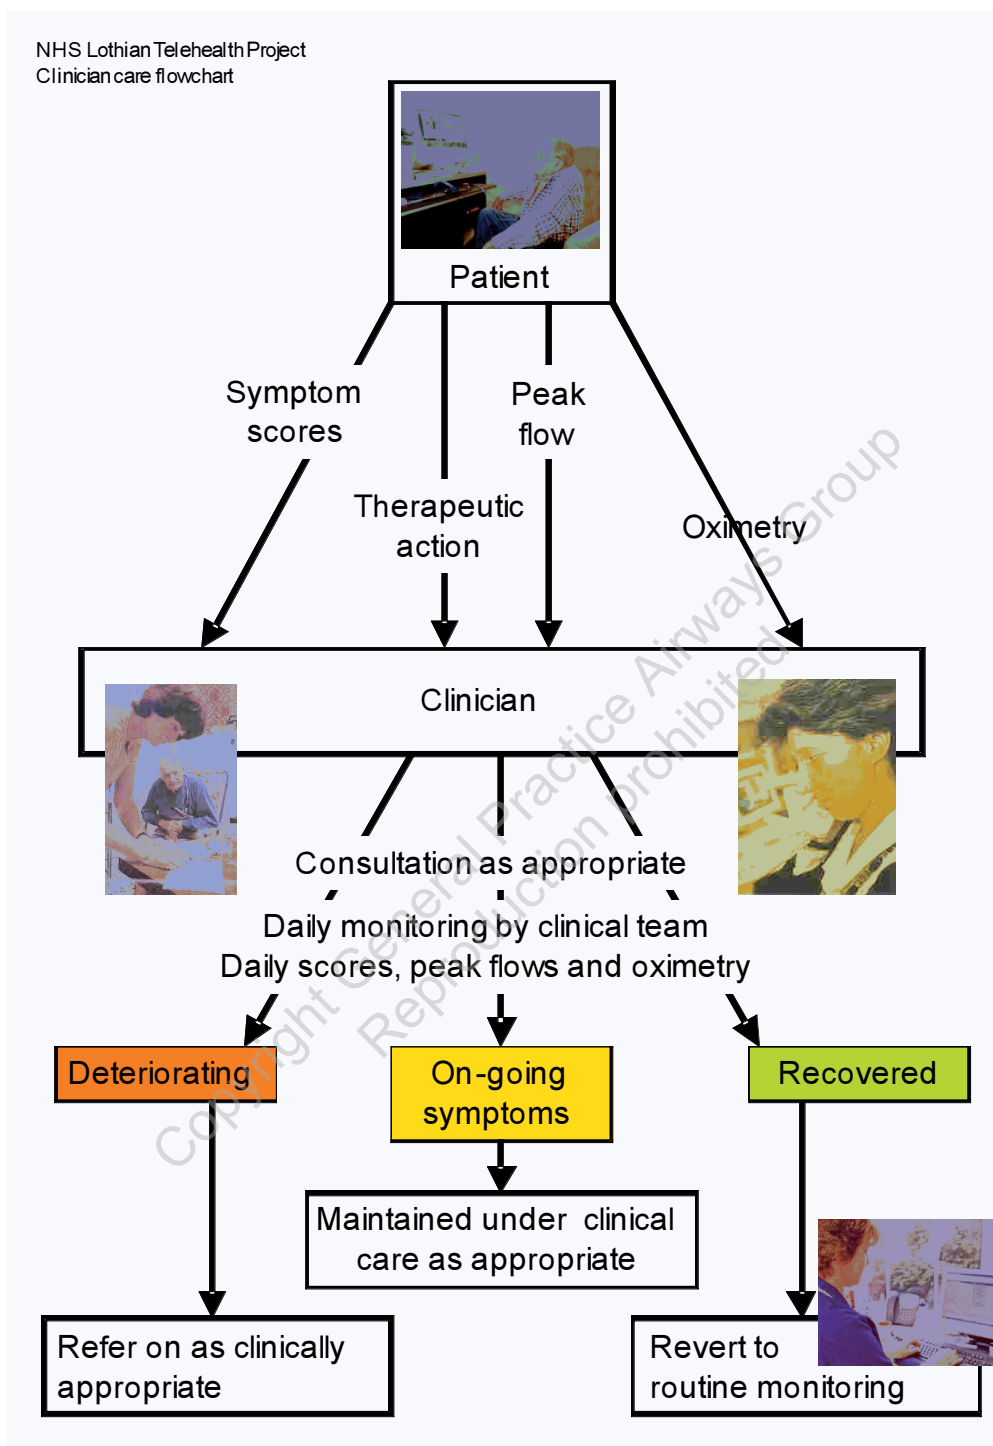 NHS Lothian Telehealth Project
Clinician care flowchart
Patient
Symptom
scores
Peak
flow
Therapeutic
action
Oximetry
Clinician
Consultation as appropriate
Daily monitoring by clinical team
Daily scores, peak flows and oximetry
Deteriorating
On-going
symptoms
Recovered
Maintained under clinical
care as appropriate
Refer on as clinically
appropriate
Revert to
routine monitoring
Copyright General Practice Airways Group
Reproduction prohibited